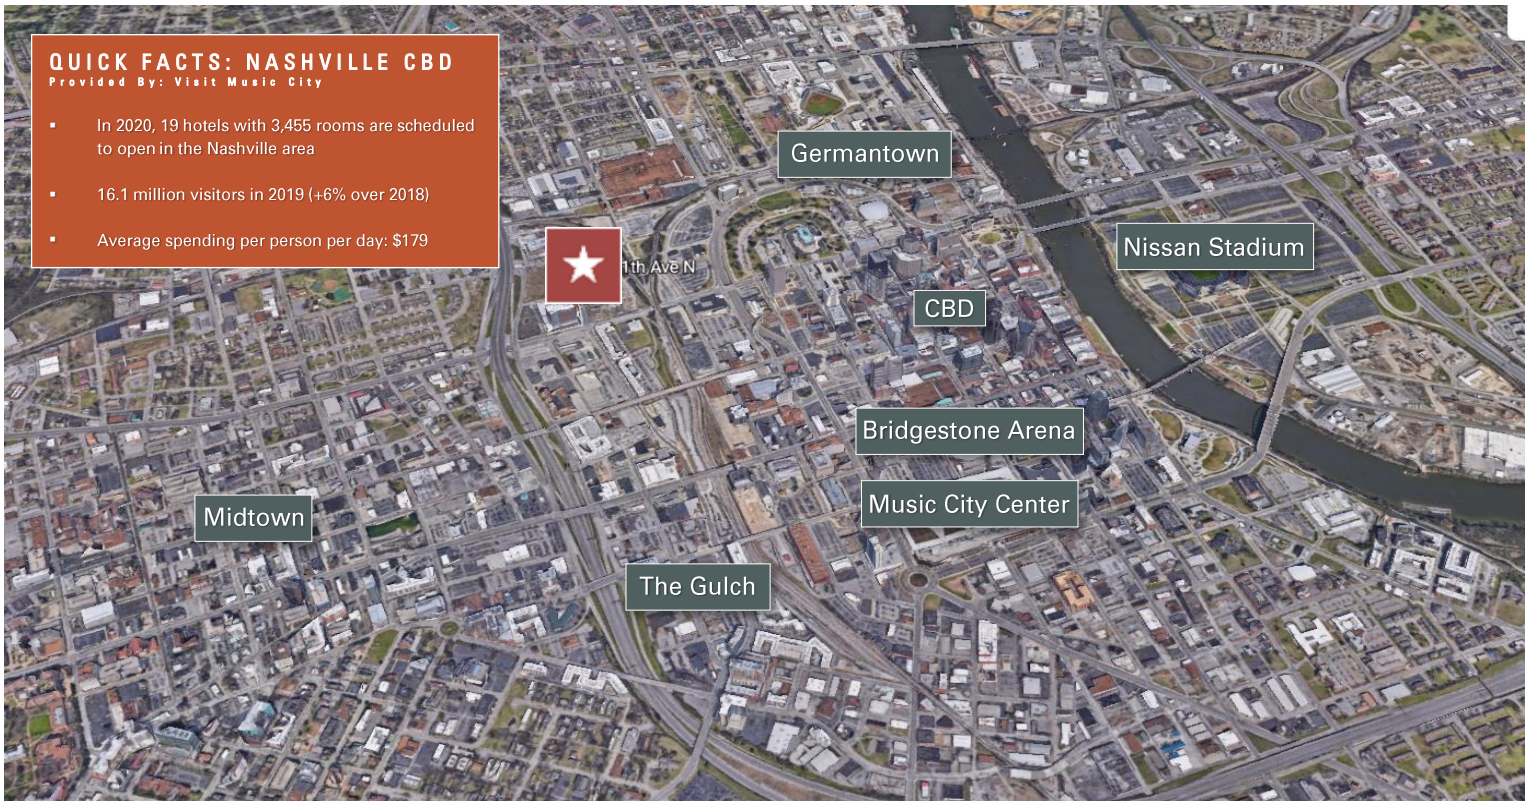 QUICK FACTS: NASHVILLE CBD
Provided By: Visit Music City
▪ In 2020, 19 hotels with 3,455 rooms are scheduled
to open in the Nashville area
▪ 16.1 million visitors in 2019 (+6% over 2018)
▪ Average spending per person per day: $179
Germantown
Nissan Stadium
1th Ave N
CBD
Bridgestone Arena
Music City Center
Midtown
The Gulch